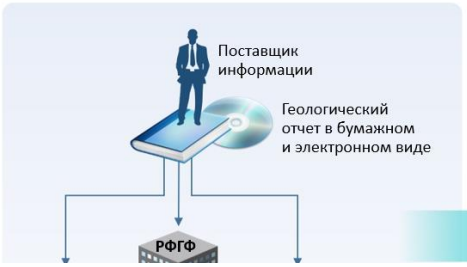 Поставщик
информации
Геологический
отчет в бумажном
и электронном виде
РФГФ